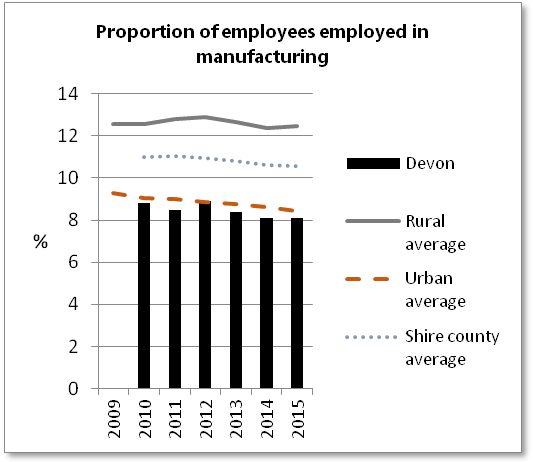 Proportion of employees employed in
manufacturing
14
12
10
8
6
4
2
0
%
2009
2010
2011
2012
2013
2014
2015
Devon
Rural
average
Urban
average
Shire county
average